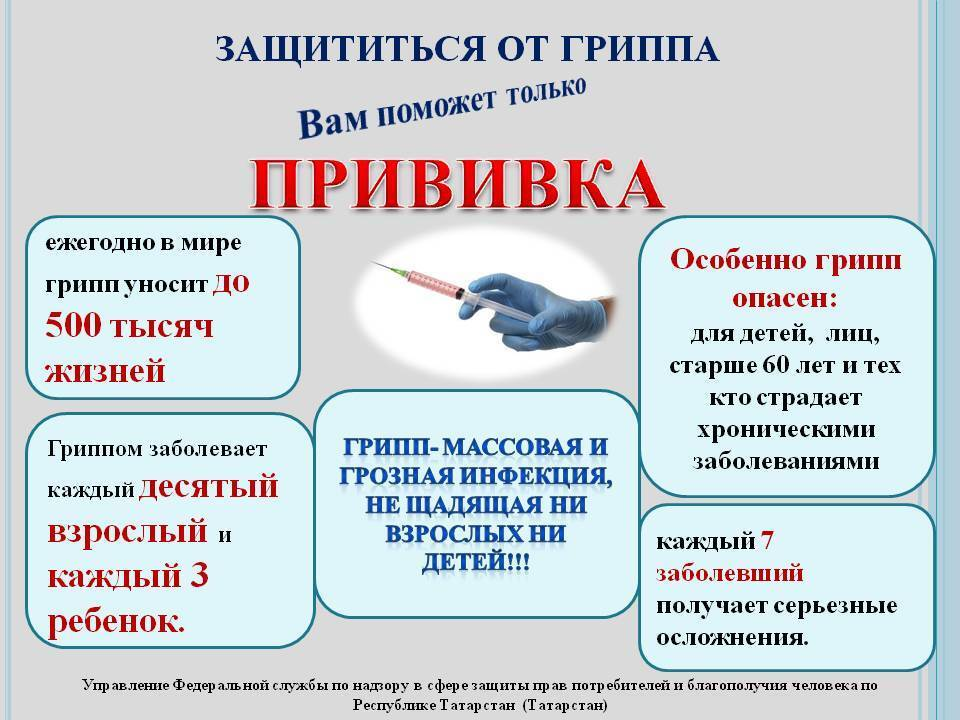 ЗАЩИТИТЬСЯ ОТ ГРИППА
Вам поможет только
ПРИВИВКА
ежегодно в мире
грипп уносит до
500 тысяч
жизней
Гриппом заболевает
каждый десятый
взрослый и
каждый 3
ребенок.
ГРИПП- МАССОВАЯ И
ГРОЗНАЯ ИНФЕКЦИЯ,
НЕ ЩАДЯЩАЯ НИ
ВЗРОСЛЫХ НИ
ДЕТЕЙ!!!
Особенно грипп
опасен:
для детей, лиц,
старше 60 лет и тех
кто страдает
хроническими
заболеваниями
каждый 7
заболевший
получает серьезные
осложнения.
Управление Федеральной службы по надзору в сфере защиты прав потребителей и благополучия человека по
Республике Татарстан (Татарстан)